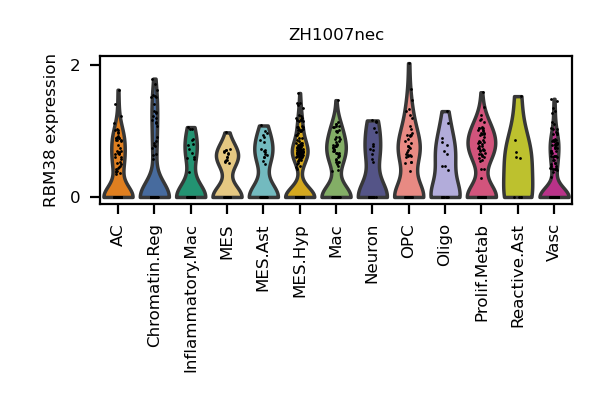 ZH1007nec
RBM38 expression
2
0
AC
Chromatin.Reg
Inflammatory.Mac
MES
MES.Ast
MES.Hyp
Mac
Neuron
OPC
Oligo
Prolif.Metab
Reactive.Ast
Vasc